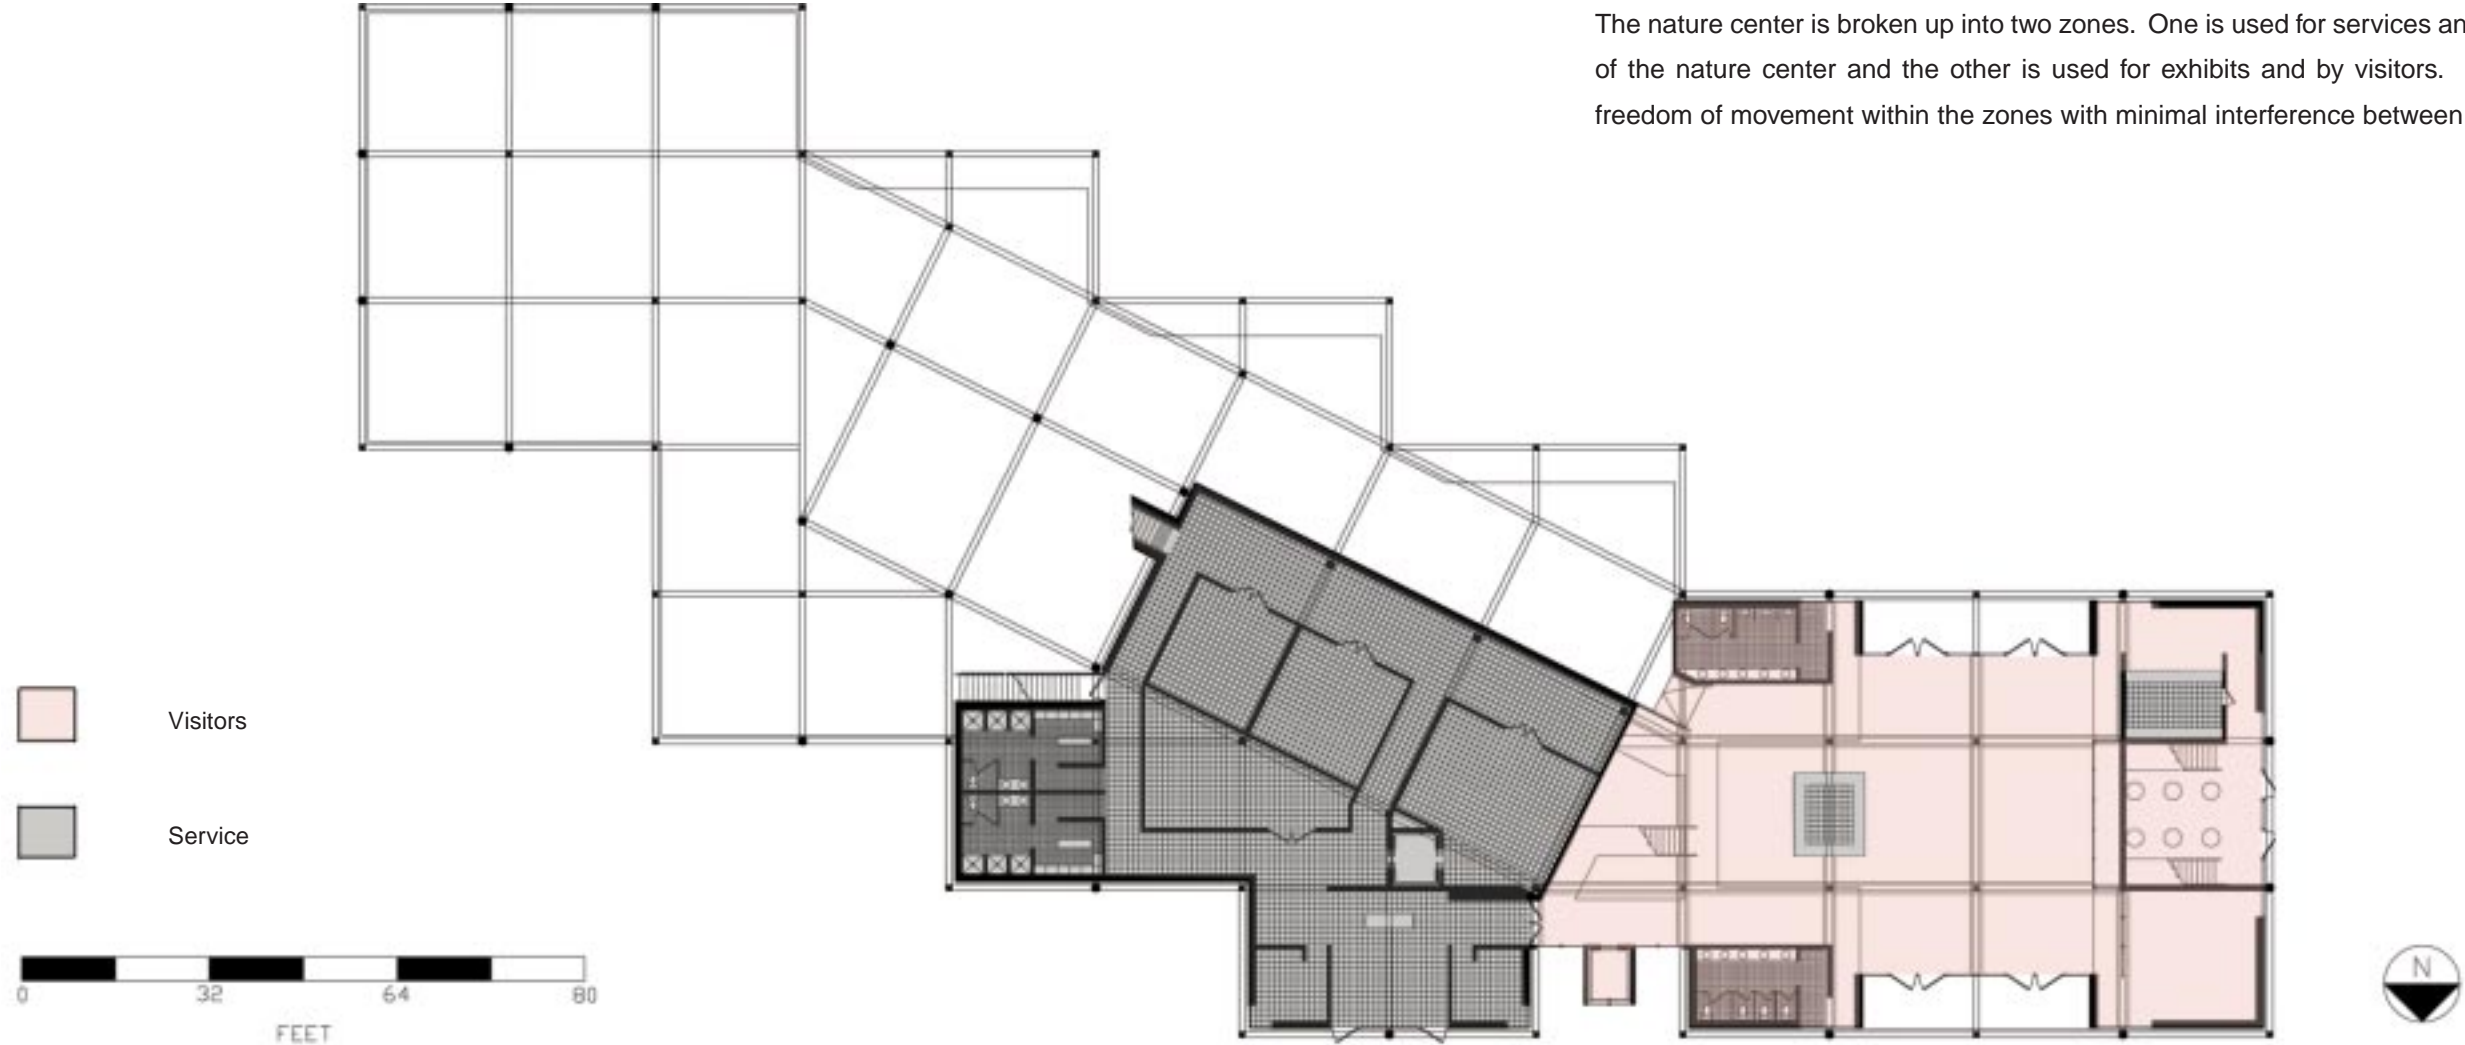 The nature center is broken up into two zones. One is used for services an
of the nature center and the other is used for exhibits and by visitors.
freedom of movement within the zones with minimal interference between
Visitors
Service
0 32 64 80
FEET
N